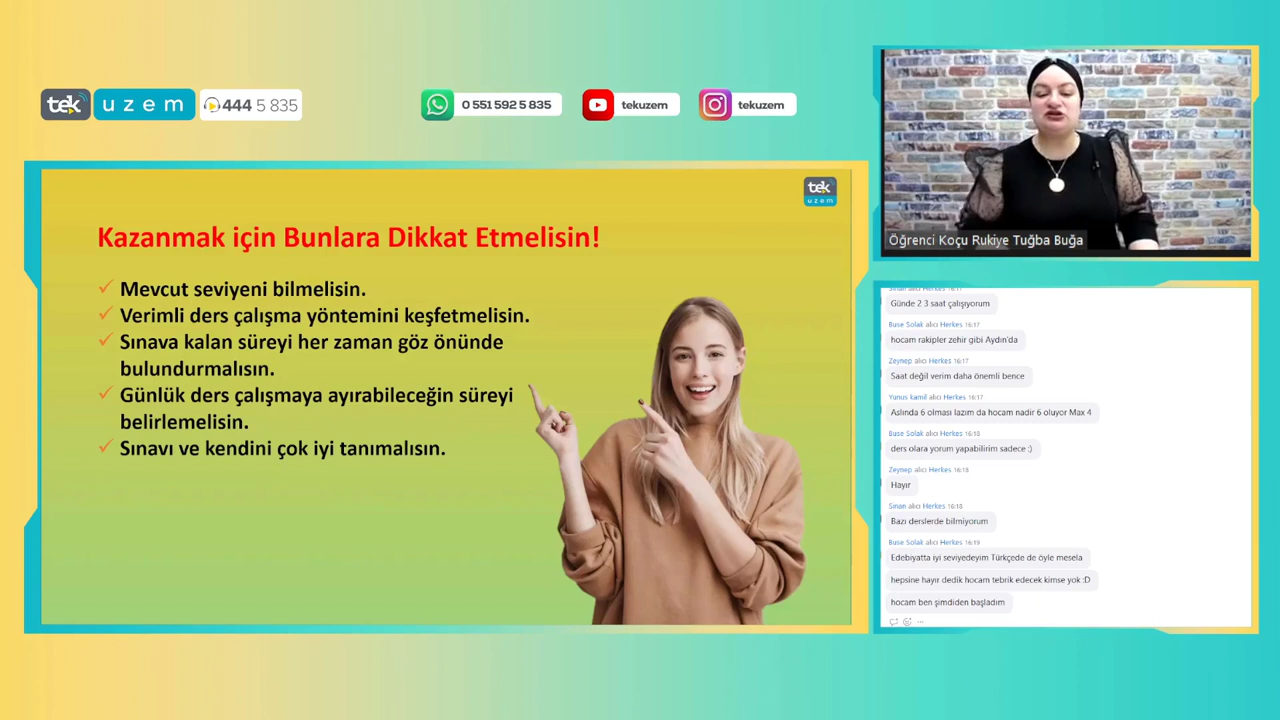 tek uzem 444 5 835
0 551 592 5 835
tekuzem
tekuzem
tek
uzem
Kazanmak için Bunlara Dikkat Etmelisin!
Mevcut seviyeni bilmelisin.
Verimli ders çalışma yöntemini keşfetmelisin.
Sınava kalan süreyi her zaman göz önünde
bulundurmalısın.
Günlük ders çalışmaya ayırabileceğin süreyi
belirlemelisin.
Sınavı ve kendini çok iyi tanımalısın.
Öğrenci Koçu Rukiye Tuğba Buğa
Sinan alıcı Herkes 16:17
Günde 2 3 saat çalışıyorum
Buse Solak alıcı Herkes 16:17
hocam rakipler zehir gibi Aydın'da
Zeynep alıcı Herkes 16:17
Saat değil verim daha önemli bence
Yunus kamil alıcı Herkes 16:17
Aslında 6 olması lazım da hocam nadir 6 oluyor Max 4
Buse Solak alıcı Herkes 16:18
ders olara yorum yapabilirim sadece :)
Zeynep alıcı Herkes 16:18
Hayır
Sinan alıcı Herkes 16:18
Bazı derslerde bilmiyorum
Buse Solak alıcı Herkes 16:19
Edebiyatta iyi seviyedeyim Türkçede de öyle mesela
hepsine hayır dedik hocam tebrik edecek kimse yok :D
hocam ben şimdiden başladım